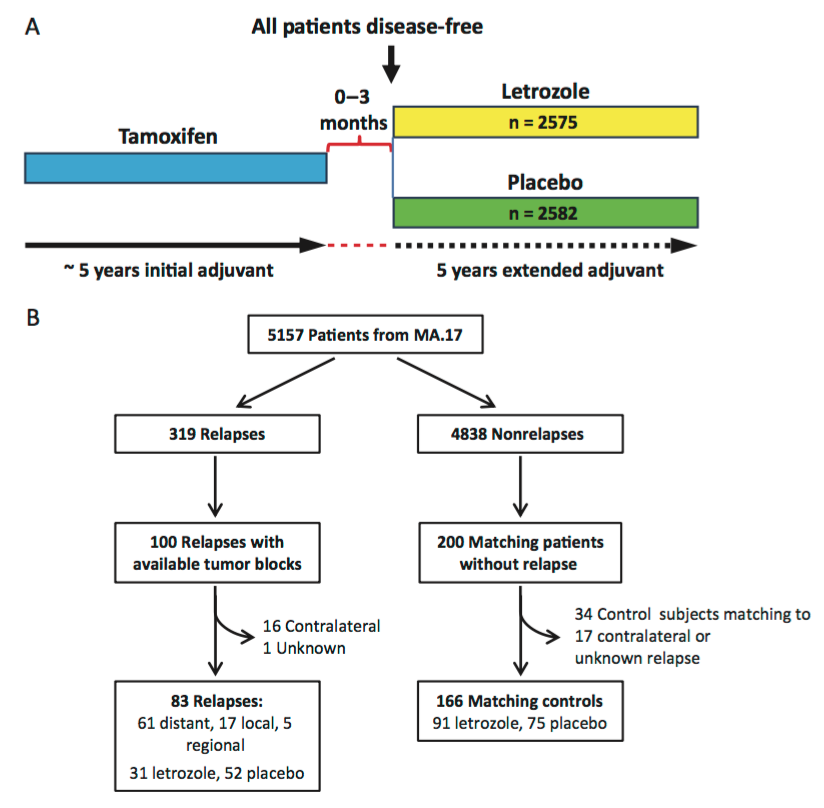 A
All patients disease-free
0–3
months
Letrozole
n = 2575
Tamoxifen
Placebo
n = 2582
~ 5 years initial adjuvant
5 years extended adjuvant
B
5157 Patients from MA.17
319 Relapses
4838 Nonrelapses
100 Relapses with
available tumor blocks
200 Matching patients
without relapse
16 Contralateral
1 Unknown
34 Control subjects matching to
17 contralateral or
unknown relapse
83 Relapses:
61 distant, 17 local, 5
regional
31 letrozole, 52 placebo
166 Matching controls
91 letrozole, 75 placebo